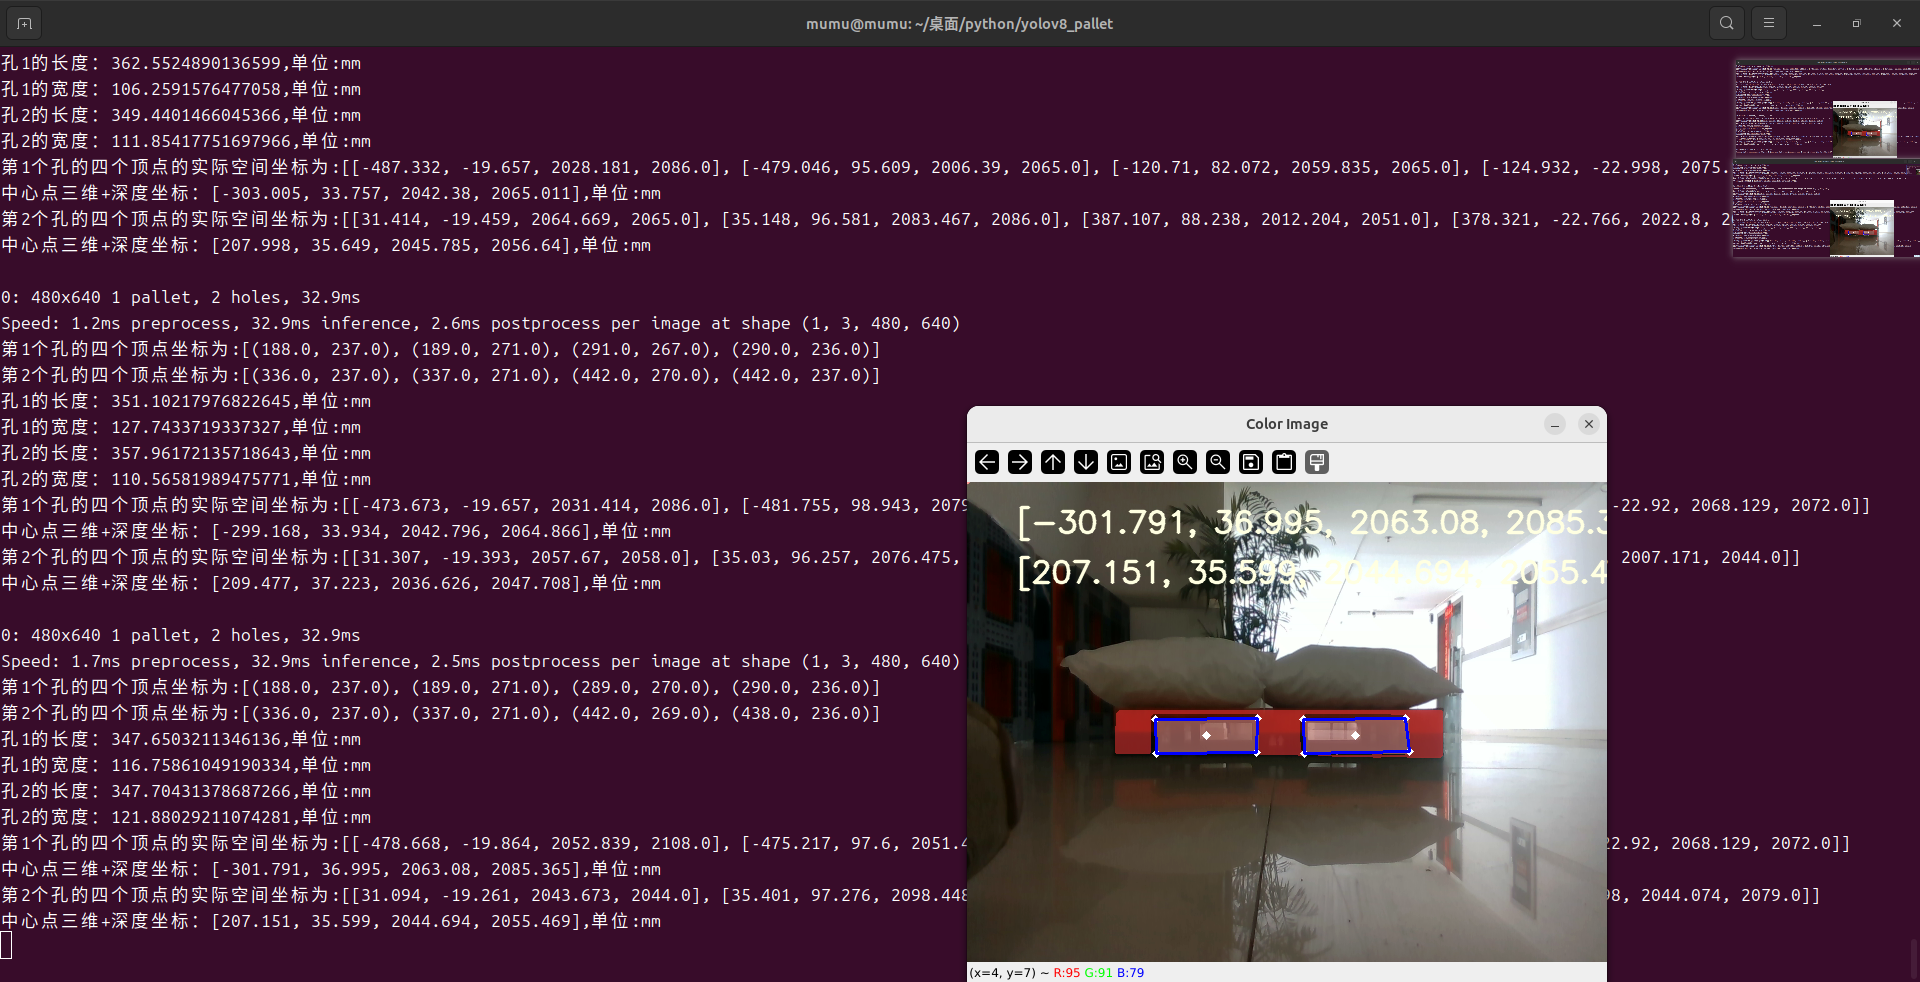 mumu@mumu: ~/桌面/python/yolov8_pallet
孔1的长度: 362.5524890136599,单位:mm
孔1的宽度: 106.2591576477058,单位:mm
孔2的长度: 349.4401466045366,单位:mm
孔2的宽度: 111.85417751697966,单位:mm
第1个孔的四个顶点的实际空间坐标为:[[-487.332, -19.657, 2028.181, 2086.0], [-479.046, 95.609, 2006.39, 2065.0], [-120.71, 82.072, 2059.835, 2065.0], [-124.932, -22.998, 2075.
中心点三维+深度坐标: [-303.005, 33.757, 2042.38, 2065.011],单位:mm
第2个孔的四个顶点的实际空间坐标为:[[31.414, -19.459, 2064.669, 2065.0], [35.148, 96.581, 2083.467, 2086.0], [387.107, 88.238, 2012.204, 2051.0], [378.321, -22.766, 2022.8, 2
中心点三维+深度坐标: [207.998, 35.649, 2045.785, 2056.64],单位:mm
0: 480x640 1 pallet, 2 holes, 32.9ms
Speed: 1.2ms preprocess, 32.9ms inference, 2.6ms postprocess per image at shape (1, 3, 480, 640)
第1个孔的四个顶点坐标为:[(188.0, 237.0), (189.0, 271.0), (291.0, 267.0), (290.0, 236.0)]
第2个孔的四个顶点坐标为:[(336.0, 237.0), (337.0, 271.0), (442.0, 270.0), (442.0, 237.0)]
孔1的长度: 351.10217976822645,单位:mm
孔1的宽度: 127.7433719337327,单位:mm
孔2的长度: 357.96172135718643,单位:mm
孔2的宽度: 110.56581989475771,单位:mm
第1个孔的四个顶点的实际空间坐标为:[[-473.673, -19.657, 2031.414, 2086.0], [-481.755, 98.943, 2079 -22.92, 2068.129, 2072.0]]
中心点三维+深度坐标: [-299.168, 33.934, 2042.796, 2064.866],单位:mm
第2个孔的四个顶点的实际空间坐标为:[[31.307, -19.393, 2057.67, 2058.0], [35.03, 96.257, 2076.475, 2007.171, 2044.0]]
中心点三维+深度坐标: [209.477, 37.223, 2036.626, 2047.708],单位:mm
0: 480x640 1 pallet, 2 holes, 32.9ms
Speed: 1.7ms preprocess, 32.9ms inference, 2.5ms postprocess per image at shape (1, 3, 480, 640)
第1个孔的四个顶点坐标为:[(188.0, 237.0), (189.0, 271.0), (289.0, 270.0), (290.0, 236.0)]
第2个孔的四个顶点坐标为:[(336.0, 237.0), (337.0, 271.0), (442.0, 269.0), (438.0, 236.0)]
孔1的长度: 347.6503211346136,单位:mm
孔1的宽度: 116.75861049190334,单位:mm
孔2的长度: 347.70431378687266,单位:mm
孔2的宽度: 121.88029211074281,单位:mm
第1个孔的四个顶点的实际空间坐标为:[[-478.668, -19.864, 2052.839, 2108.0], [-475.217, 97.6, 2051.4 22.92, 2068.129, 2072.0]]
中心点三维+深度坐标: [-301.791, 36.995, 2063.08, 2085.365],单位:mm
第2个孔的四个顶点的实际空间坐标为:[[31.094, -19.261, 2043.673, 2044.0], [35.401, 97.276, 2098.448 98, 2044.074, 2079.0]]
中心点三维+深度坐标: [207.151, 35.599, 2044.694, 2055.469],单位:mm
Color Image
[-301.791, 36.995, 2063.08, 2085.3
[207.151, 35.599, 2044.694, 2055.4
(x=4, y=7) ~ R:95 G:91 B:79